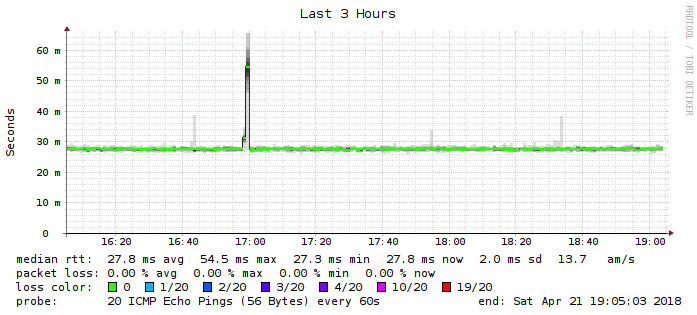 Last 3 Hours
RRDTOOL / TOBI OETIKER
Seconds
60 m
50 m
40 m
30 m
20 m
10 m
0
16:20 16:40 17:00 17:20 17:40 18:00 18:20 18:40 19:00
median rtt: 27.8 ms avg 54.5 ms max 27.3 ms min 27.8 ms now 2.0 ms sd 13.7 am/s
packet loss: 0.00 % avg 0.00 % max 0.00 % min 0.00 % now
loss color: 0 1/20 2/20 3/20 4/20 10/20 19/20
probe: 20 ICMP Echo Pings (56 Bytes) every 60s end: Sat Apr 21 19:05:03 2018